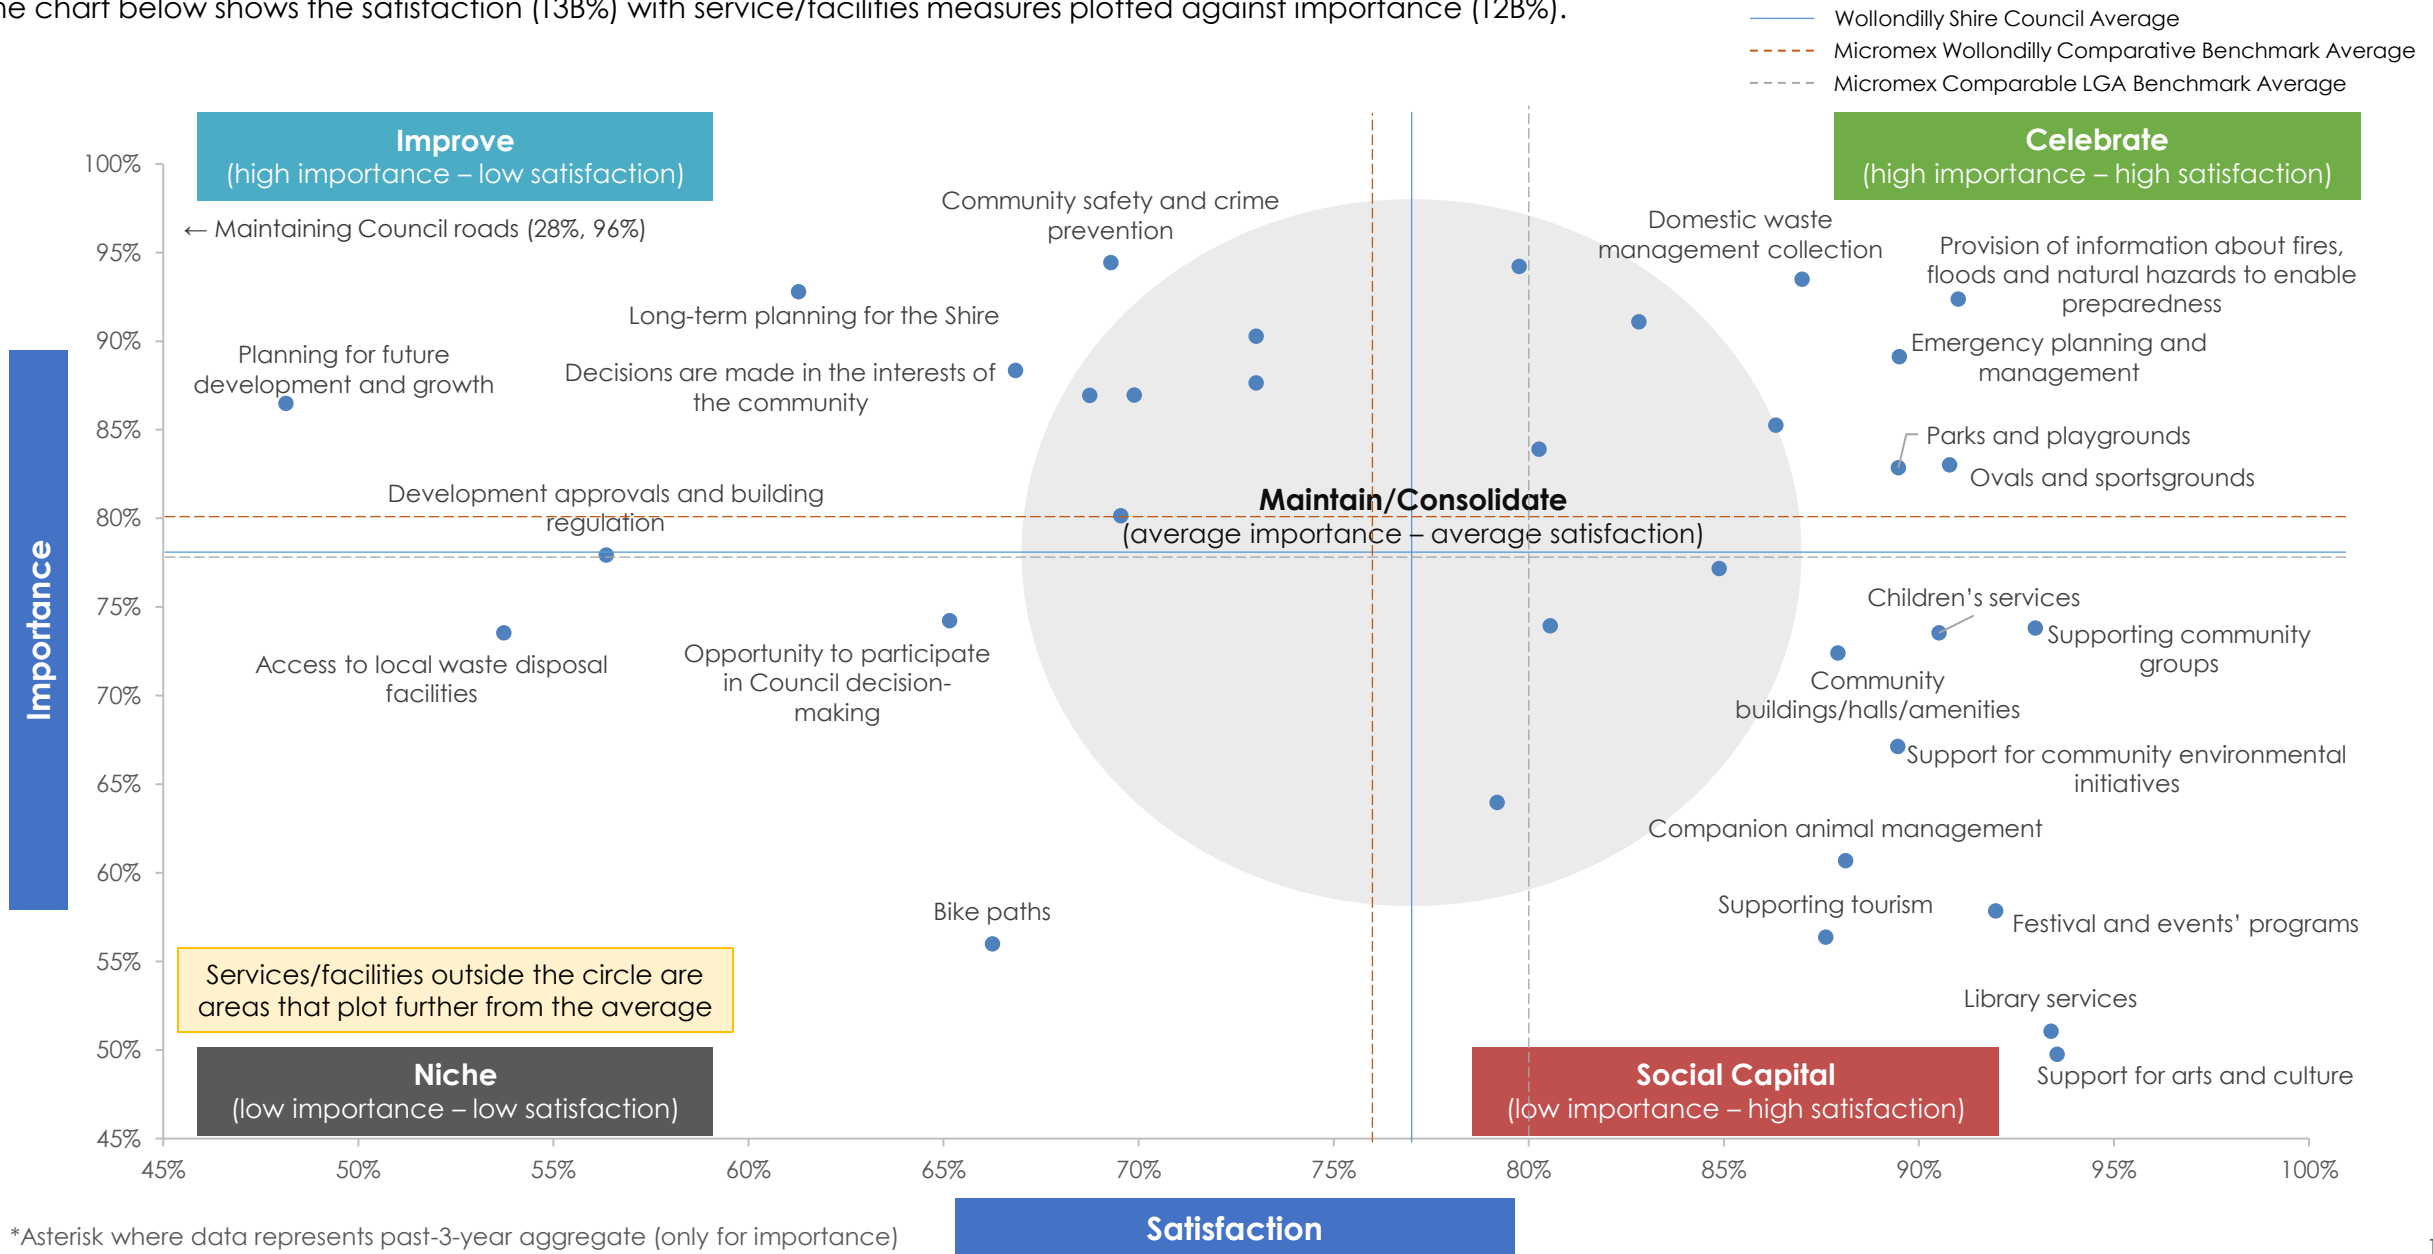 ne chart below shows the satisfaction (T3B%) with service/facilities measures plotted against importance (T2B%).
Wollondilly Shire Council Average
Micromex Wollondilly Comparative Benchmark Average
Micromex Comparable LGA Benchmark Average
Improve
(high importance – low satisfaction)
Celebrate
(high importance – high satisfaction)
100%
95%
90%
85%
80%
75%
70%
65%
60%
55%
50%
45%
Importance
← Maintaining Council roads (28%, 96%)
Community safety and crime
prevention
Domestic waste
management collection
Provision of information about fires,
floods and natural hazards to enable
preparedness
Long-term planning for the Shire
Planning for future
development and growth
Decisions are made in the interests of
the community
Emergency planning and
management
Parks and playgrounds
Ovals and sportsgrounds
Development approvals and building
regulation
Maintain/Consolidate
(average importance – average satisfaction)
Access to local waste disposal
facilities
Opportunity to participate
in Council decision-
making
Children’s services
Supporting community
groups
Community
buildings/halls/amenities
Support for community environmental
initiatives
Companion animal management
Bike paths
Supporting tourism
Festival and events’ programs
Services/facilities outside the circle are
areas that plot further from the average
Library services
Support for arts and culture
Niche
(low importance – low satisfaction)
Social Capital
(low importance – high satisfaction)
45%
50%
55%
60%
65%
70%
75%
80%
85%
90%
95%
100%
Satisfaction
*Asterisk where data represents past-3-year aggregate (only for importance)